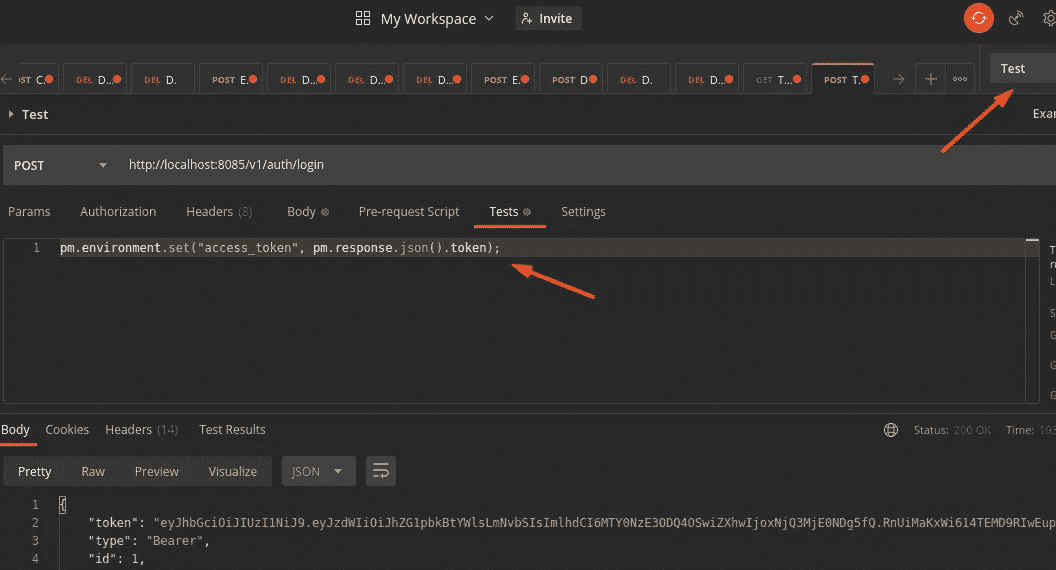 My Workspace
Invite
OST C.
DEL D...
DEL D.
POST E.
DEL D...
DEL D...
DEL D...
POST E.
POST D
DEL D.
DEL D...
GET T...
POST T.
Test
Test
Exar
POST
http://localhost:8085/v1/auth/login
Params
Authorization
Headers (8)
Body
Pre-request Script
Tests
Settings
1 pm.environment.set("access_token", pm.response.json().token);
Body
Cookies
Headers (14)
Test Results
Status: 200 OK
Time: 193
Pretty
Raw
Preview
Visualize
JSON
1 {
2 "token": "eyJhbGciOiJIUzI1NiJ9.eyJzdWIiOiJhZG1pbkBtYWlsLmNvbSIsImlhdCI6MTY0NzE3ODQ4OSwiZXhwIjoxNjQ3MjE0NDg5fQ.RnUiMaKxWi614TEMD9RIwEup
3 "type": "Bearer",
4 "id": 1,